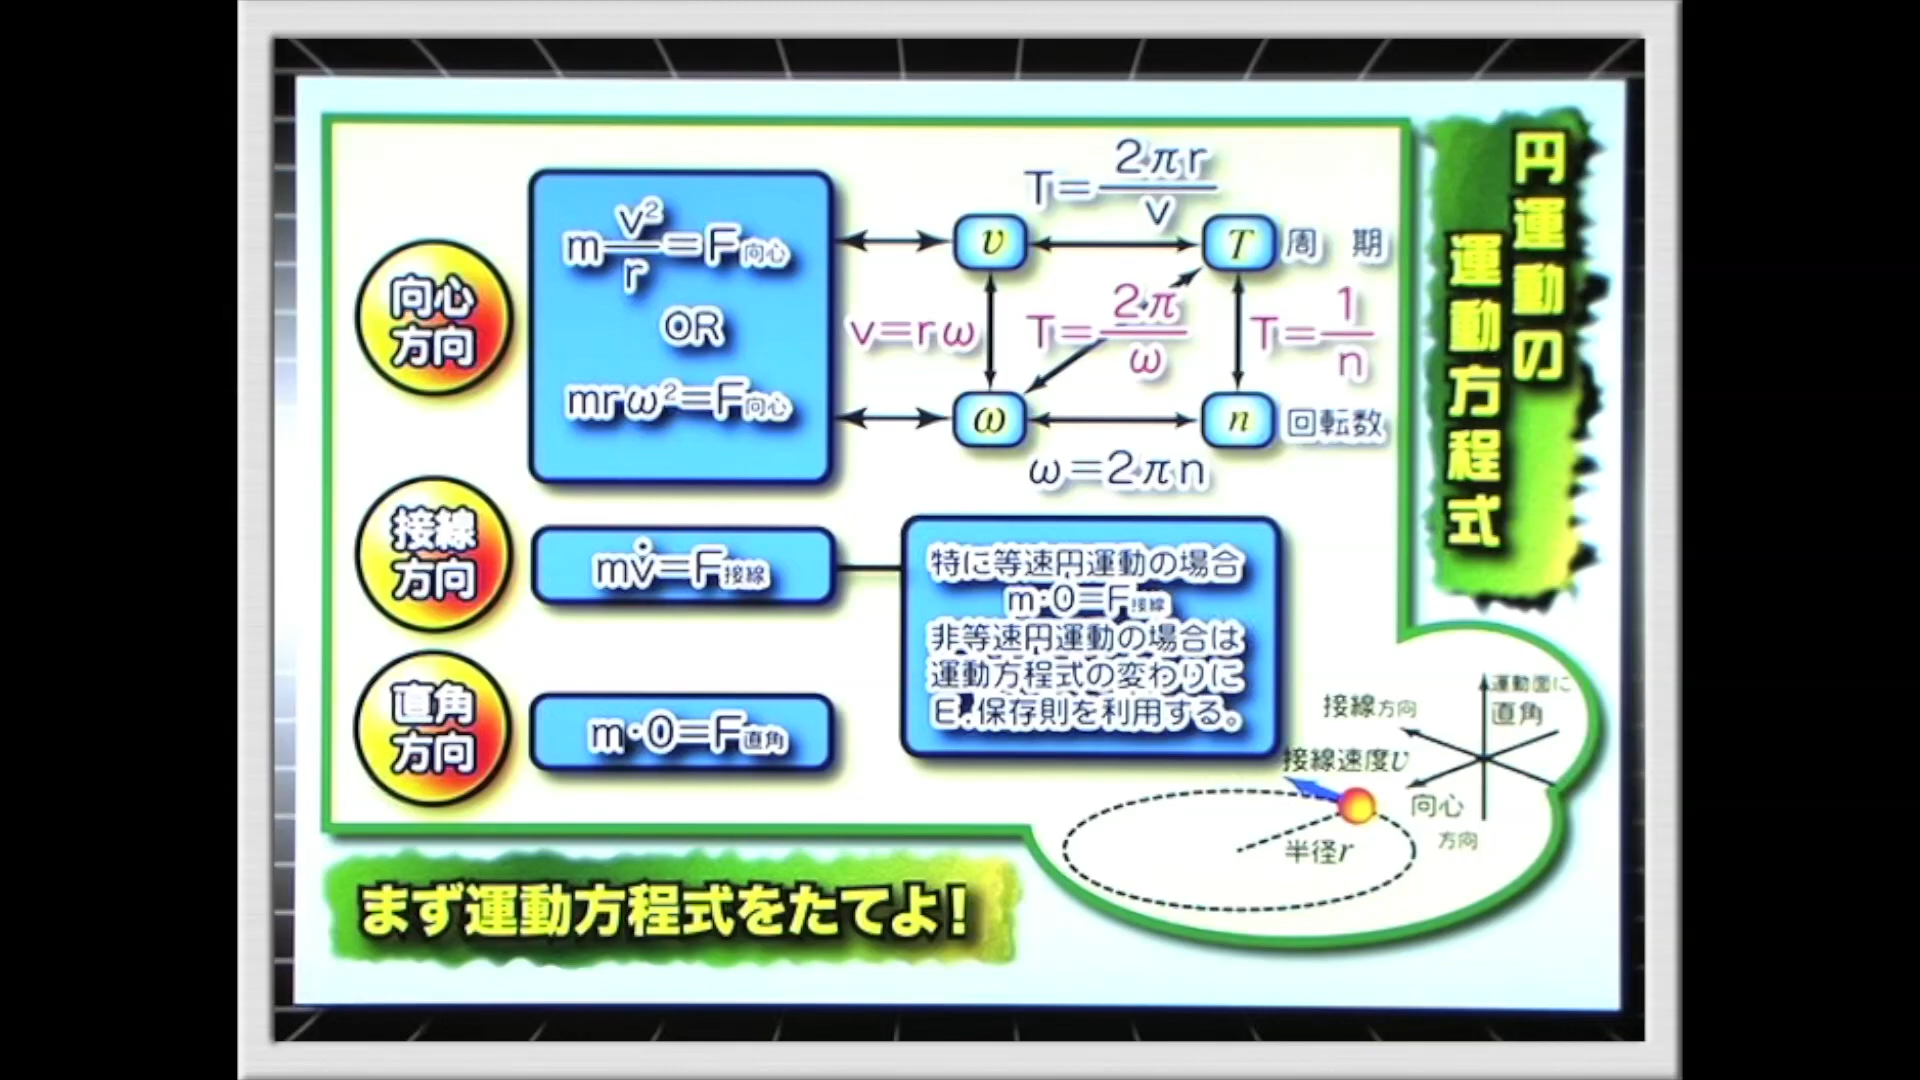 円運動の
運動方程式
向心
方向
m v²/r = F向心
OR
mrω²=F向心
v
T=2πr/v
T
周 期
v=rω
T=2π/ω
T=1/n
ω
n
回転数
ω=2πn
接線
方向
mv̇=F接線
特に等速円運動の場合
m·0=F接線
非等速円運動の場合は
運動方程式の変わりに
E.保存則を利用する。
直角
方向
m·0=F直角
運動面に
直角
接線方向
接線速度v
向心
方向
半径r
まず運動方程式をたてよ!